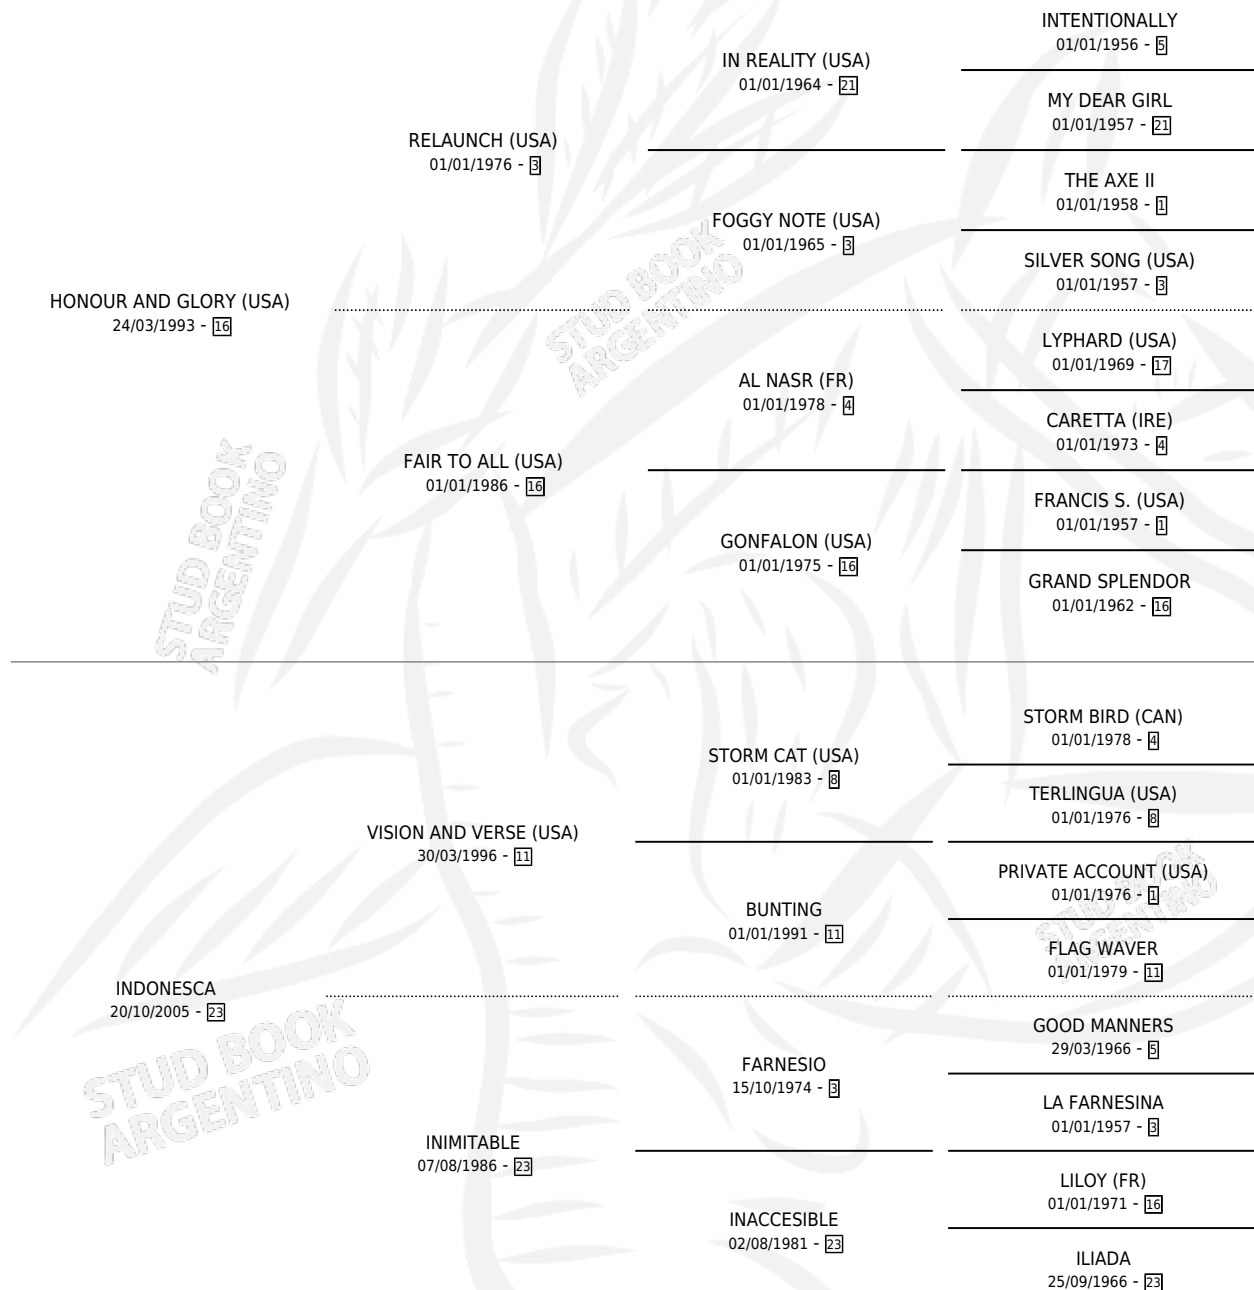 HONOUR AND GLORY (USA)
24/03/1993 - 16
RELAUNCH (USA)
01/01/1976 - 3
IN REALITY (USA)
01/01/1964 - 21
INTENTIONALLY
01/01/1956 - 5
MY DEAR GIRL
01/01/1957 - 21
FOGGY NOTE (USA)
01/01/1965 - 3
THE AXE II
01/01/1958 - 1
SILVER SONG (USA)
01/01/1957 - 3
FAIR TO ALL (USA)
01/01/1986 - 16
AL NASR (FR)
01/01/1978 - 4
LYPHARD (USA)
01/01/1969 - 17
CARETTA (IRE)
01/01/1973 - 4
GONFALON (USA)
01/01/1975 - 16
FRANCIS S. (USA)
01/01/1957 - 1
GRAND SPLENDOR
01/01/1962 - 16
INDONESCA
20/10/2005 - 23
VISION AND VERSE (USA)
30/03/1996 - 11
STORM CAT (USA)
01/01/1983 - 8
STORM BIRD (CAN)
01/01/1978 - 4
TERLINGUA (USA)
01/01/1976 - 8
BUNTING
01/01/1991 - 11
PRIVATE ACCOUNT (USA)
01/01/1976 - 1
FLAG WAVER
01/01/1979 - 11
INIMITABLE
07/08/1986 - 23
FARNESIO
15/10/1974 - 3
GOOD MANNERS
29/03/1966 - 5
LA FARNESINA
01/01/1957 - 3
INACCESIBLE
02/08/1981 - 23
LILOY (FR)
01/01/1971 - 16
ILIADA
25/09/1966 - 23
STUD BOOK
ARGENTINO
STUD BOOK
ARGENTINO
STUD BOOK
ARGENTINO
STUD BOOK
ARGENTINO